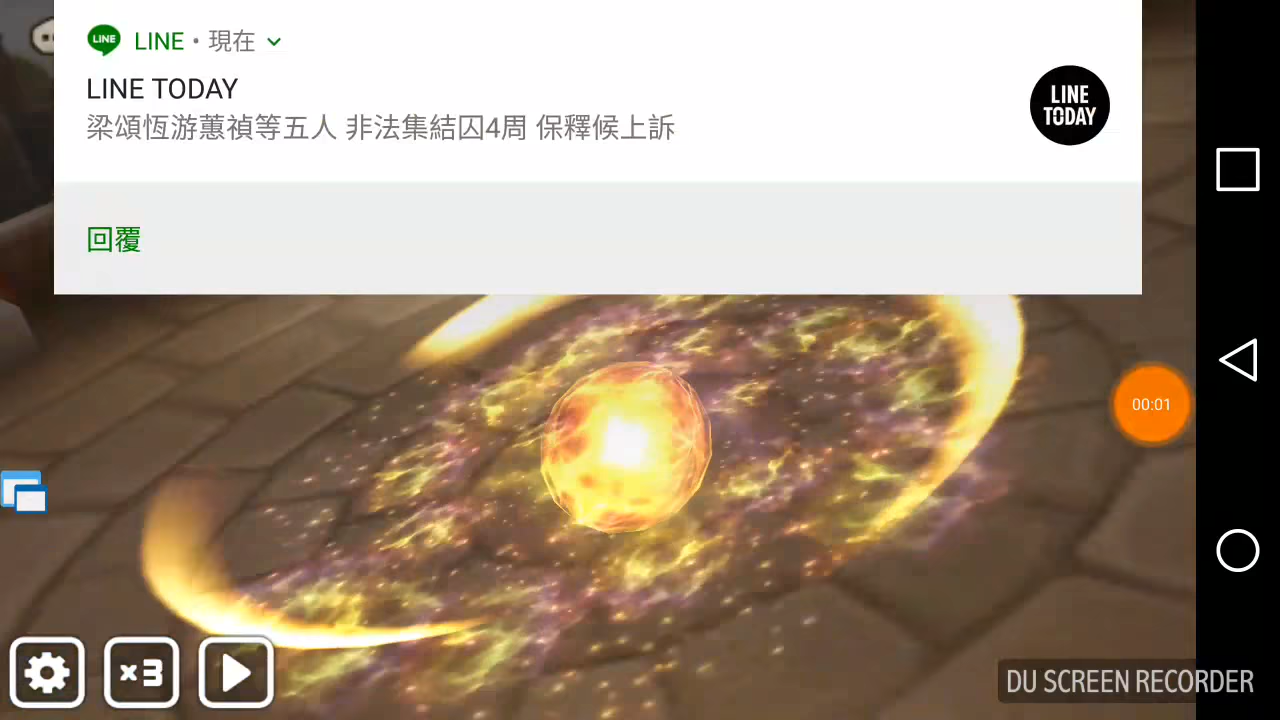 LINE LINE • 現在
LINE TODAY
梁頌恆游蕙禎等五人 非法集結囚4周 保釋候上訴
LINE
TODAY
回覆
00:01
×3
DU SCREEN RECORDER